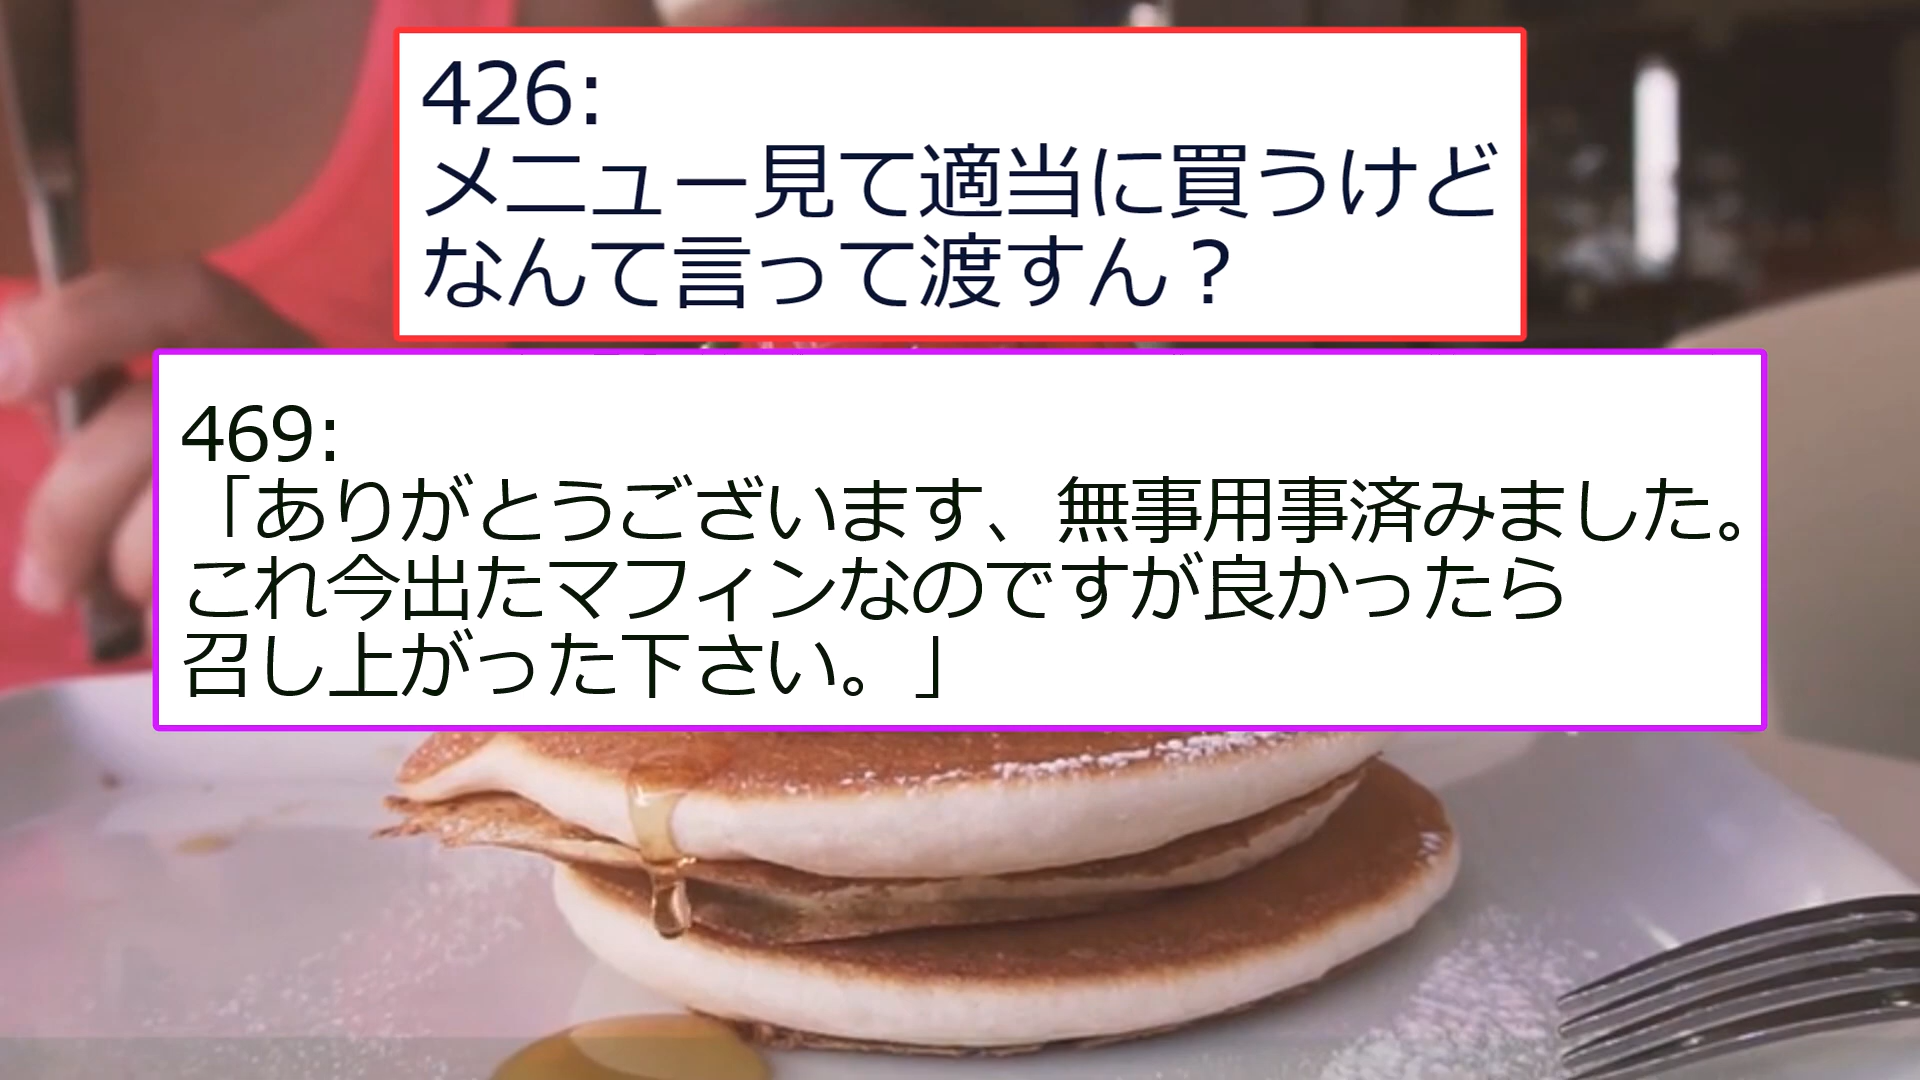 426:
メニュー見て適当に買うけど
なんて言って渡すん？
469:
「ありがとうございます、無事用事済みました。
これ今出たマフィンなのですが良かったら
召し上がった下さい。」